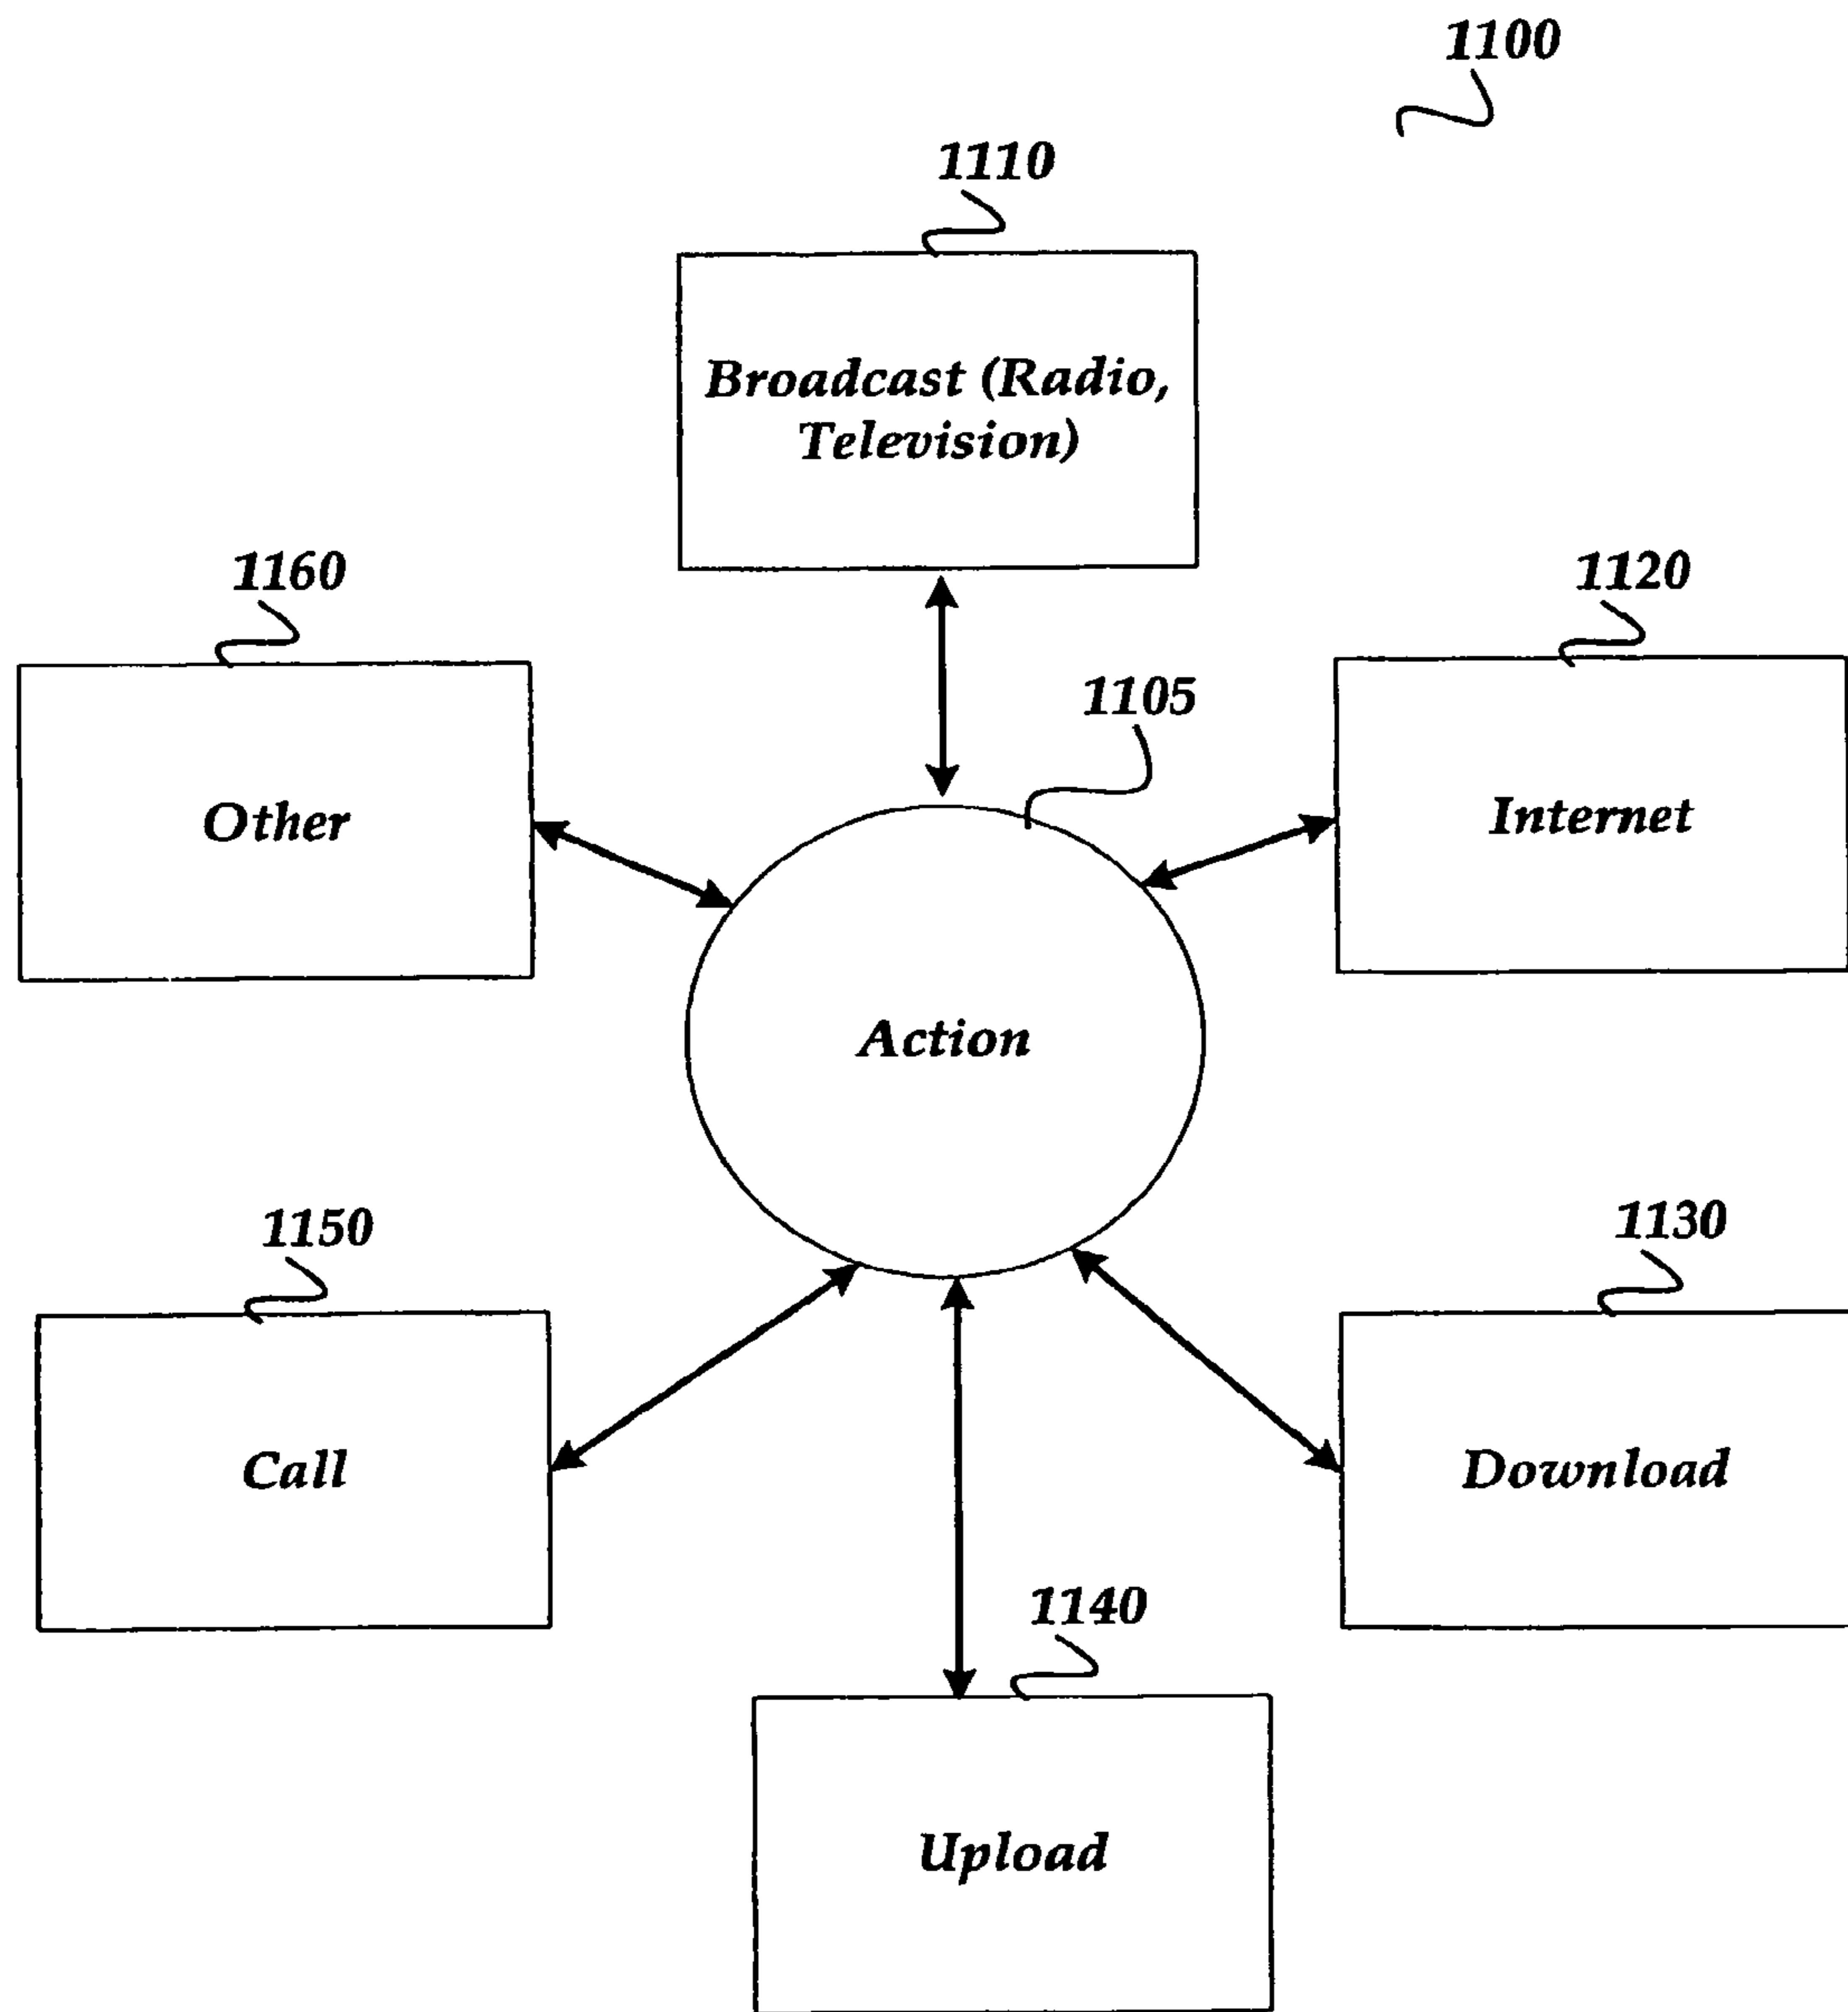 1100
1110
Broadcast (Radio,
Television)
1160
1120
1105
Other
Internet
Action
1150
1130
Call
Download
1140
Upload